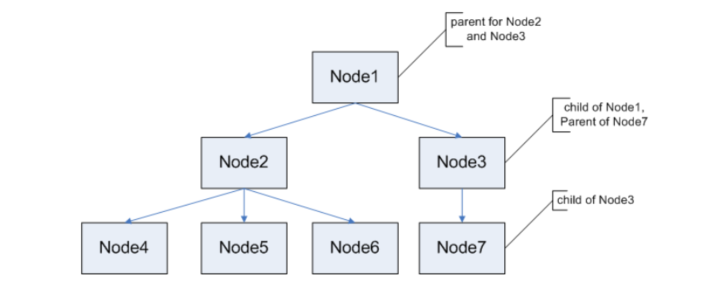 parent for Node2
and Node3
Node1
child of Node1,
Parent of Node7
Node2
Node3
child of Node3
Node4
Node5
Node6
Node7